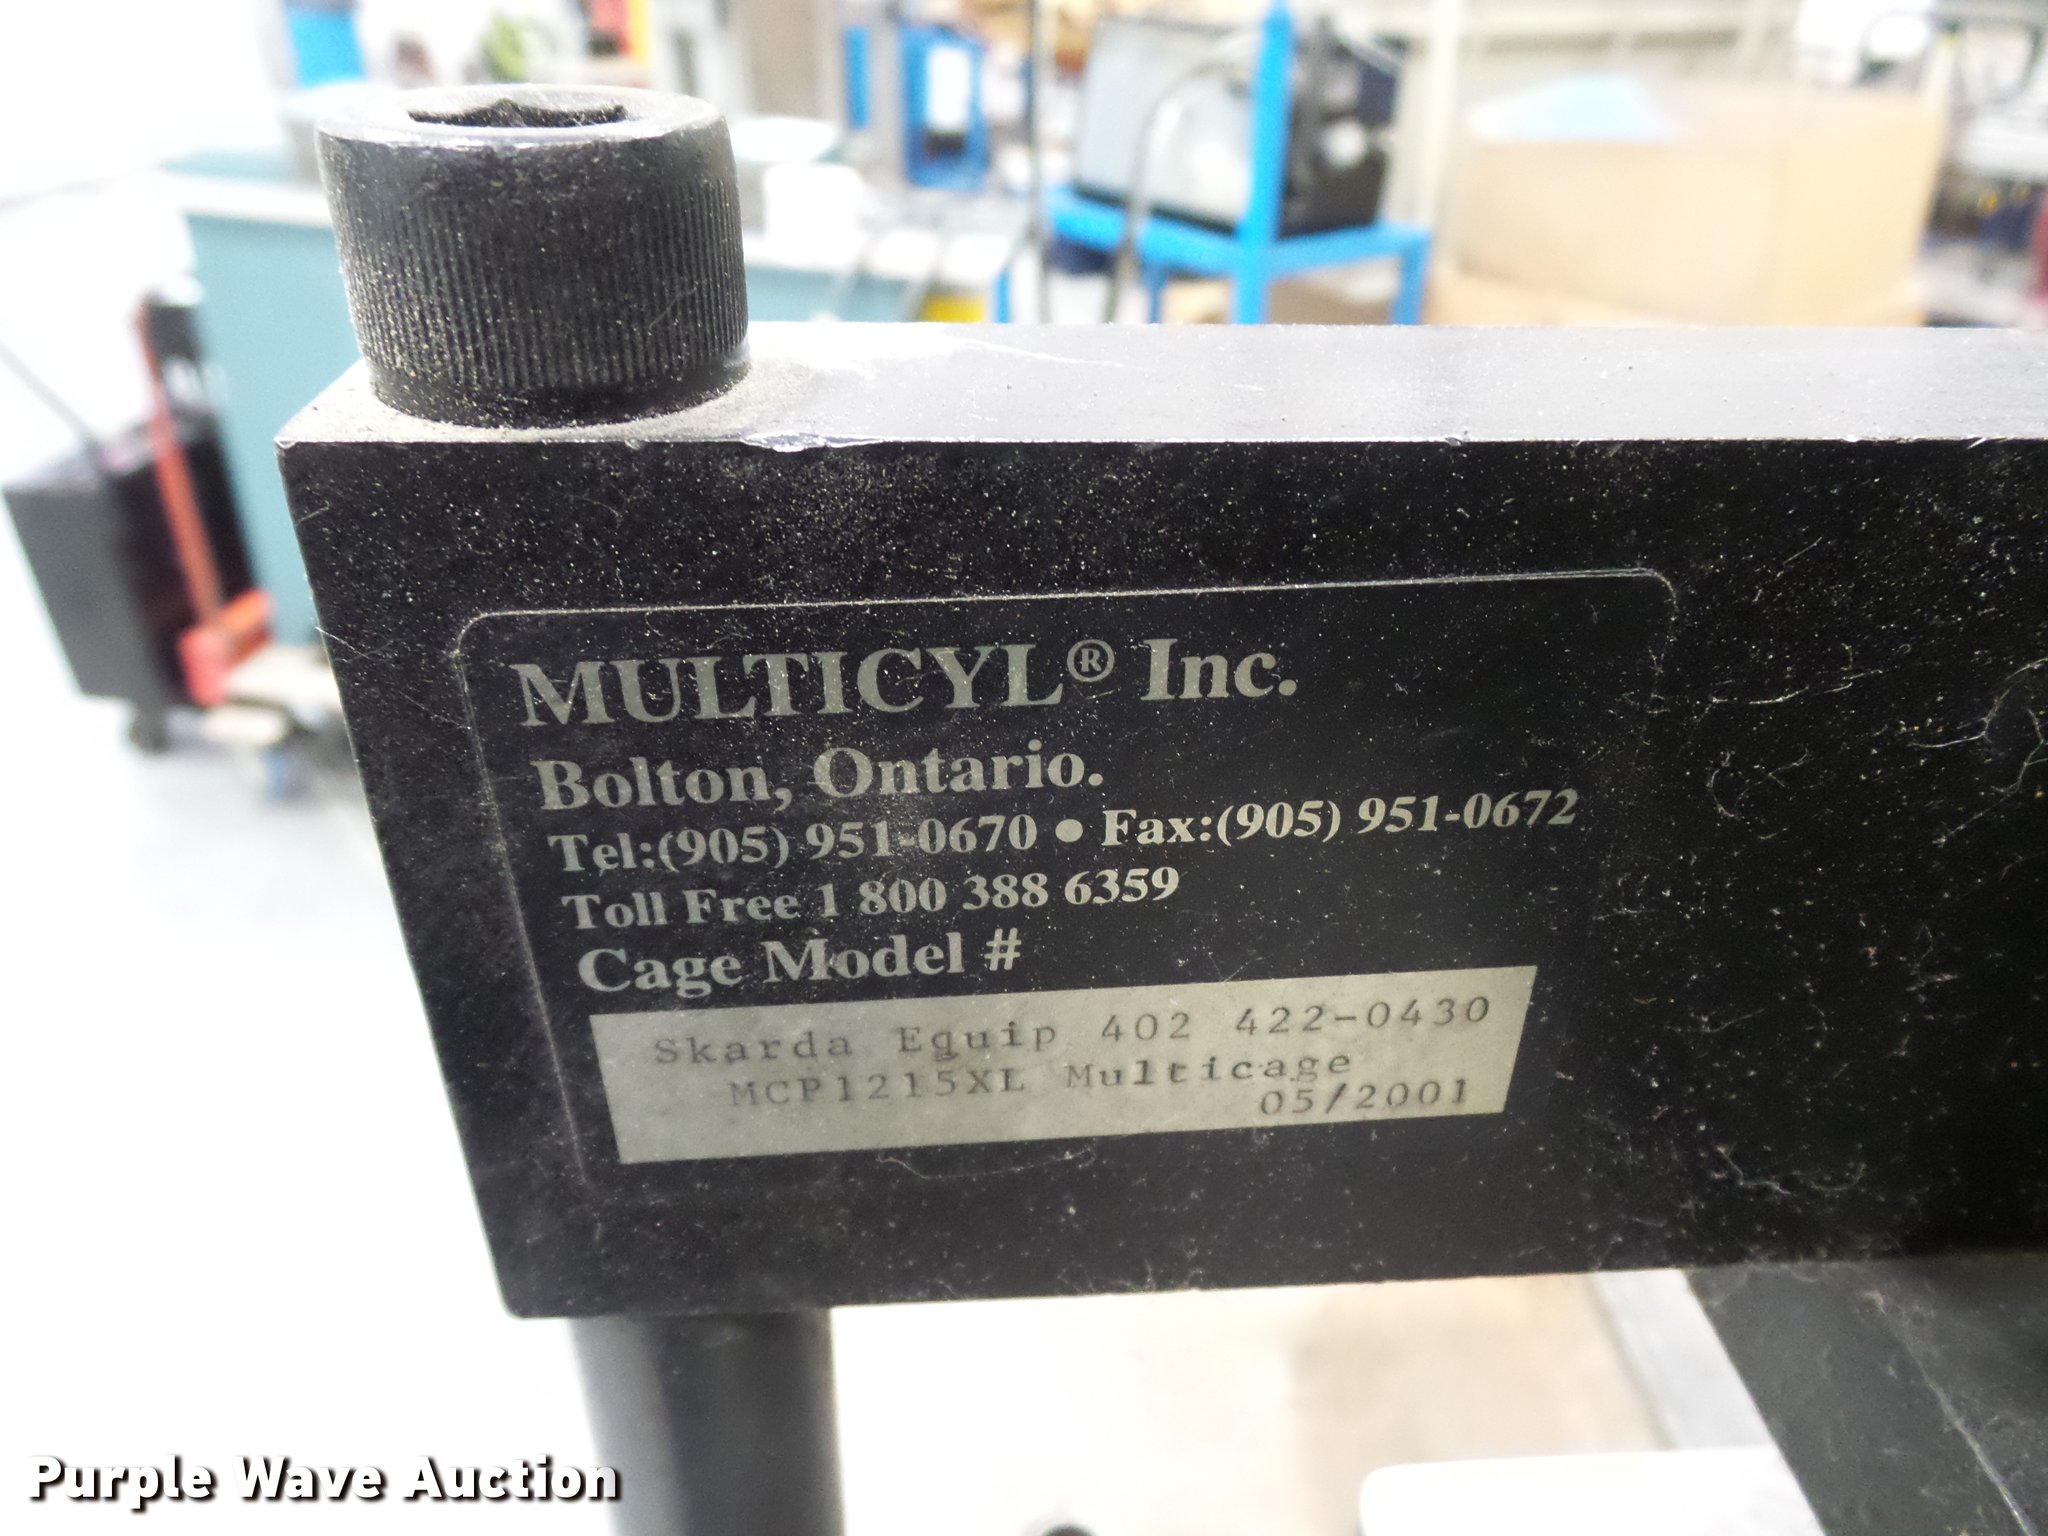 MULTICYL® Inc.
Bolton, Ontario.
Tel:(905) 951-0670 • Fax:(905) 951-0672
Toll Free 1 800 388 6359
Cage Model #
Skarda Equip 402 422-0430
MCP1215XL Multicage
05/2001
Purple Wave Auction